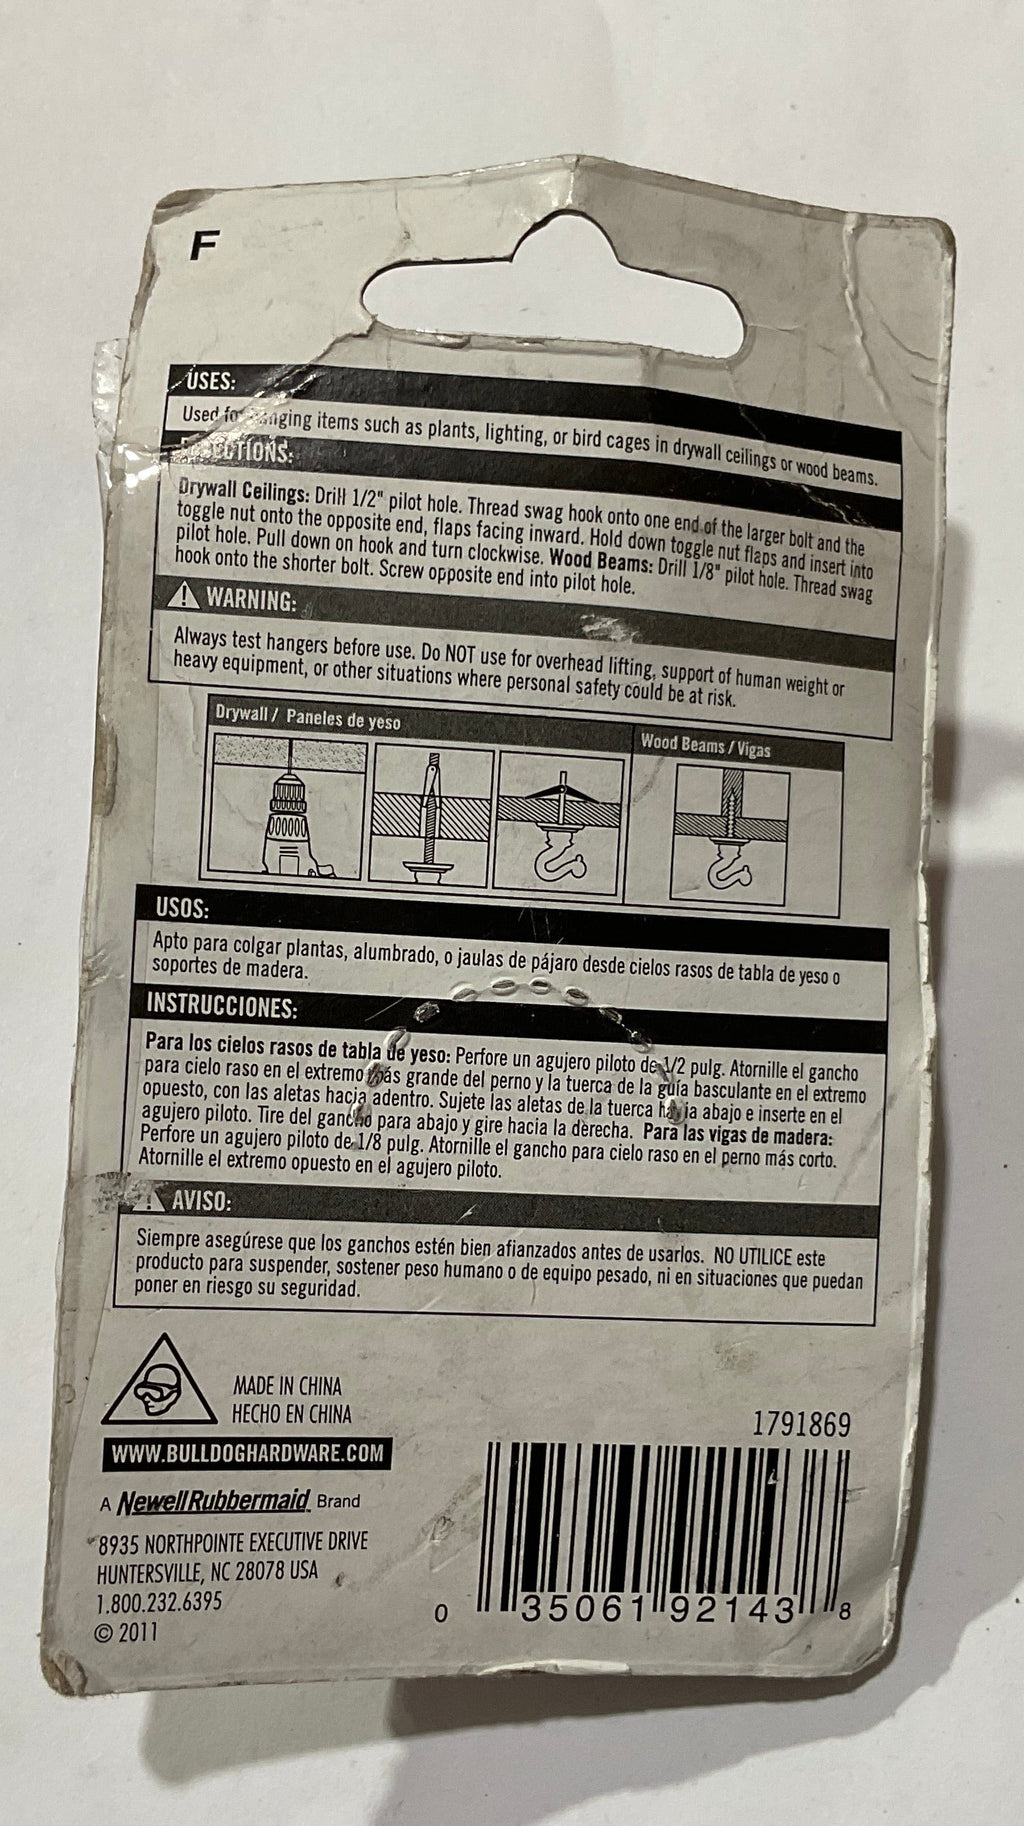 F
USES:
Used for hanging items such as plants, lighting, or bird cages in drywall ceilings or wood beams.
Drywall Ceilings: Drill 1/2" pilot hole. Thread swag hook onto one end of the larger bolt and the
toggle nut onto the opposite end, flaps facing inward. Hold down toggle nut flaps and insert into
pilot hole. Pull down on hook and turn clockwise. Wood Beams: Drill 1/8" pilot hole. Thread swag
hook onto the shorter bolt. Screw opposite end into pilot hole.
WARNING:
Always test hangers before use. Do NOT use for overhead lifting, support of human weight or
heavy equipment, or other situations where personal safety could be at risk.
Drywall / Paneles de yeso
Wood Beams / Vigas
USOS:
Apto para colgar plantas, alumbrado, o jaulas de pájaro desde cielos rasos de tabla de yeso o
soportes de madera.
INSTRUCCIONES:
Para los cielos rasos de tabla de yeso: Perfore un agujero piloto de 1/2 pulg. Atornille el gancho
para cielo raso en el extremo más grande del perno y la tuerca de la guía basculante en el extremo
opuesto, con las aletas hacia adentro. Sujete las aletas de la tuerca hacia abajo e inserte en el
agujero piloto. Tire del gancho para abajo y gire hacia la derecha. Para las vigas de madera:
Perfore un agujero piloto de 1/8 pulg. Atornille el gancho para cielo raso en el perno más corto.
Atornille el extremo opuesto en el agujero piloto.
AVISO:
Siempre asegúrese que los ganchos estén bien afianzados antes de usarlos. NO UTILICE este
producto para suspender, sostener peso humano o de equipo pesado, ni en situaciones que puedan
poner en riesgo su seguridad.
MADE IN CHINA
HECHO EN CHINA
WWW.BULLDOGHARDWARE.COM
A NewellRubbermaid Brand
8935 NORTHPOINTE EXECUTIVE DRIVE
HUNTERSVILLE, NC 28078 USA
1.800.232.6395
© 2011
1791869
0 35061 92143 8